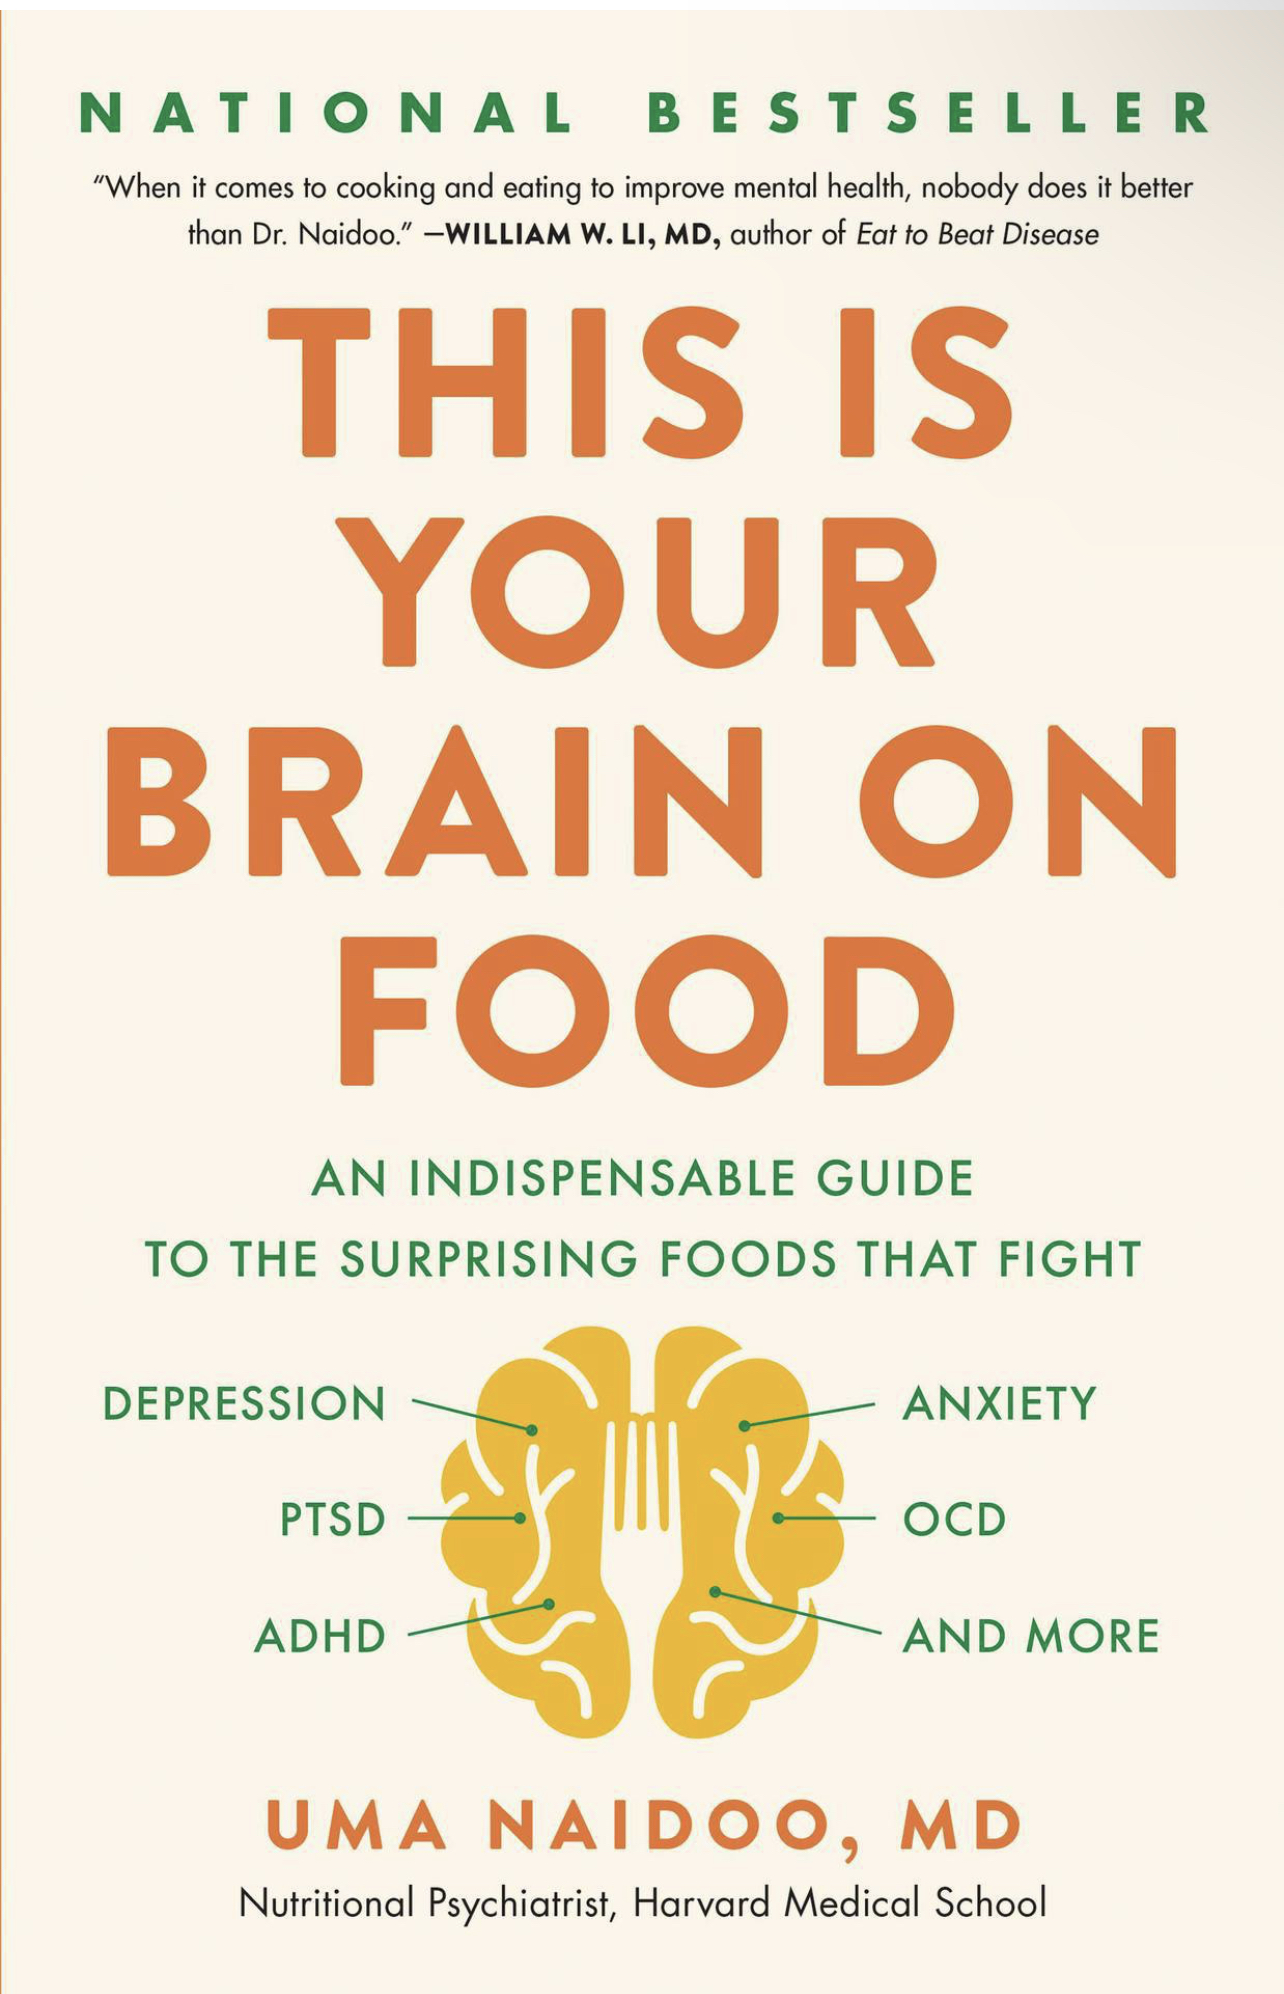 NATIONAL BESTSELLER
“When it comes to cooking and eating to improve mental health, nobody does it better
than Dr. Naidoo.” —WILLIAM W. LI, MD, author of Eat to Beat Disease
THIS IS
YOUR
BRAIN ON
FOOD
AN INDISPENSABLE GUIDE
TO THE SURPRISING FOODS THAT FIGHT
DEPRESSION
ANXIETY
PTSD
OCD
ADHD
AND MORE
UMA NAIDOO, MD
Nutritional Psychiatrist, Harvard Medical School